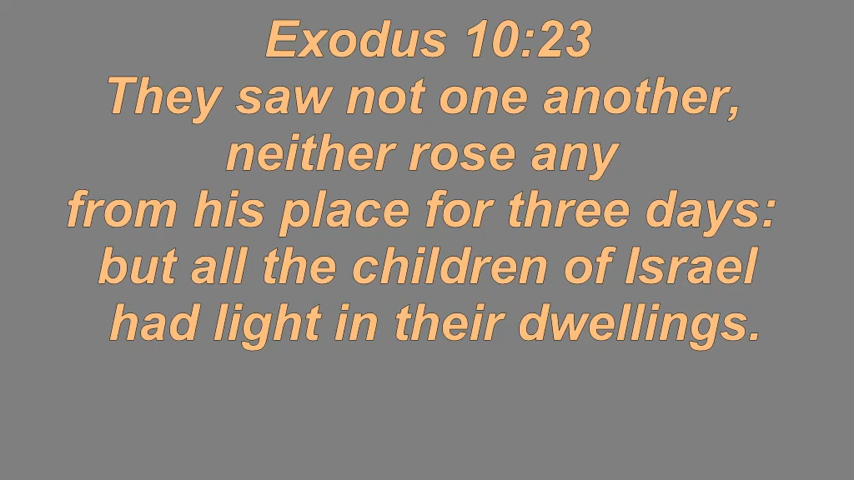 Exodus 10:23
They saw not one another,
neither rose any
from his place for three days:
but all the children of Israel
had light in their dwellings.